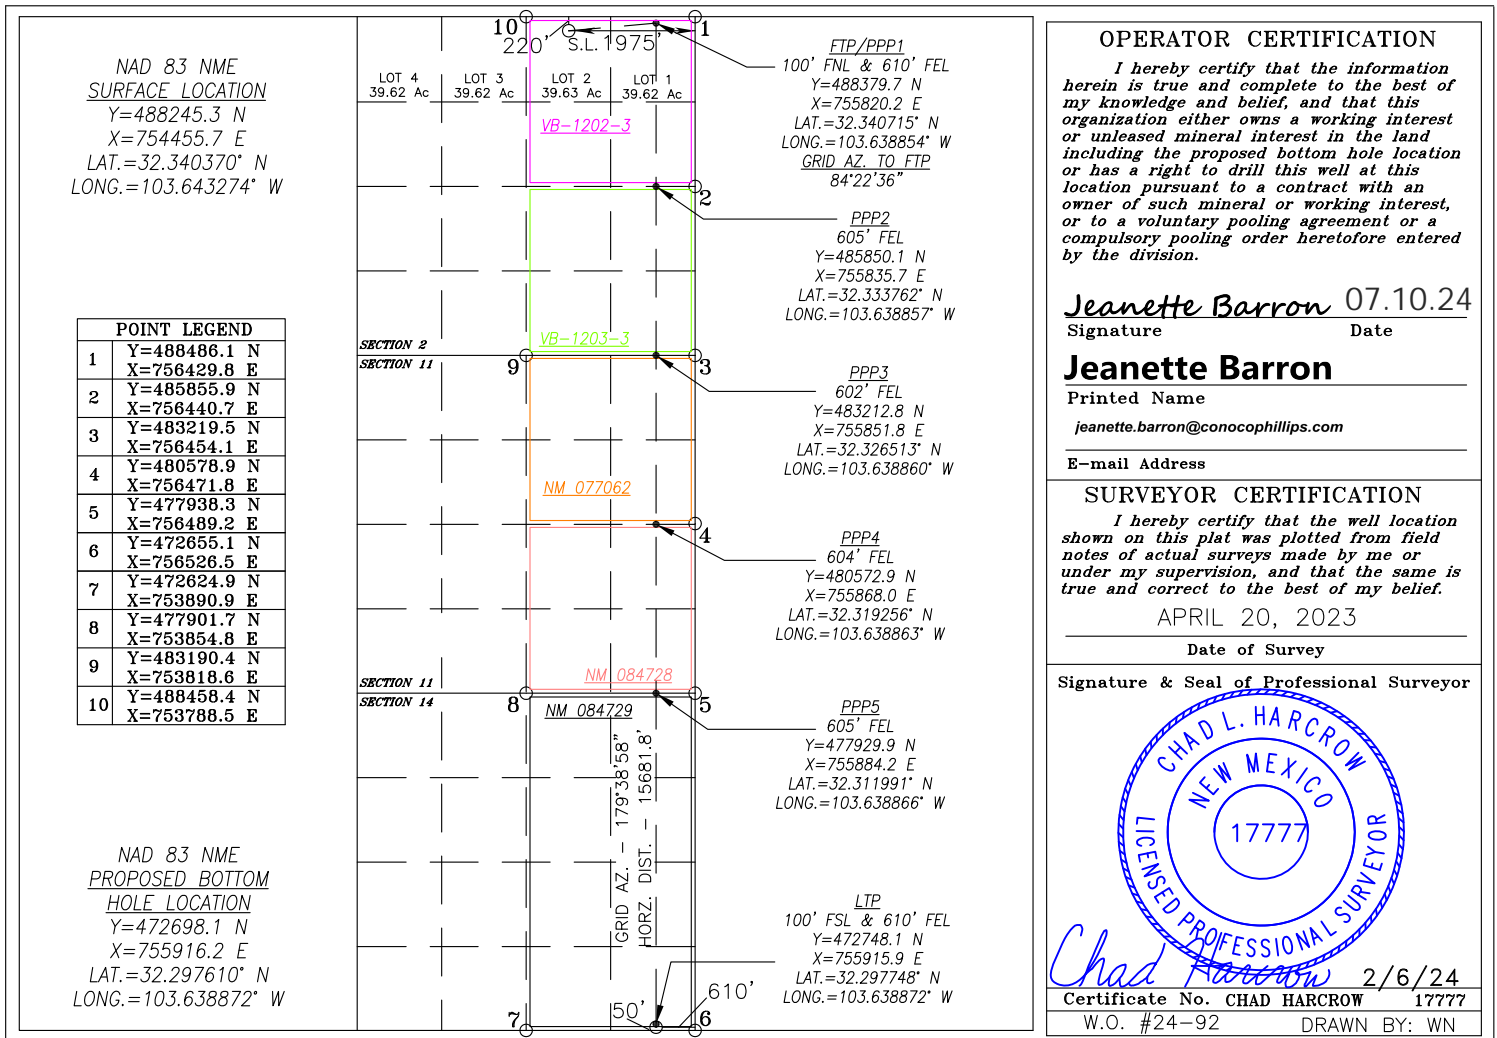 NAD 83 NME
SURFACE LOCATION
Y=488245.3 N
X=754455.7 E
LAT.=32.340370° N
LONG.=103.643274° W
POINT LEGEND
1 Y=488486.1 N
X=756429.8 E
2 Y=485855.9 N
X=756440.7 E
3 Y=483219.5 N
X=756454.1 E
4 Y=480578.9 N
X=756471.8 E
5 Y=477938.3 N
X=756489.2 E
6 Y=472655.1 N
X=756526.5 E
7 Y=472624.9 N
X=753890.9 E
8 Y=477901.7 N
X=753854.8 E
9 Y=483190.4 N
X=753818.6 E
10 Y=488458.4 N
X=753788.5 E
NAD 83 NME
PROPOSED BOTTOM
HOLE LOCATION
Y=472698.1 N
X=755916.2 E
LAT.=32.297610° N
LONG.=103.638872° W
10
1
220'
S.L.
1975'
LOT 4
39.62 Ac
LOT 3
39.62 Ac
LOT 2
39.63 Ac
LOT 1
39.62 Ac
VB-1202-3
2
VB-1203-3
SECTION 2
SECTION 11
9
3
NM 077062
4
NM 084728
SECTION 11
SECTION 14
8
5
NM 084729
GRID AZ. - 179°38'58"
HORZ. DIST. - 15681.8'
610'
50'
7
6
FTP/PPP1
100' FNL & 610' FEL
Y=488379.7 N
X=755820.2 E
LAT.=32.340715° N
LONG.=103.638854° W
GRID AZ. TO FTP
84°22'36"
PPP2
605' FEL
Y=485850.1 N
X=755835.7 E
LAT.=32.333762° N
LONG.=103.638857° W
PPP3
602' FEL
Y=483212.8 N
X=755851.8 E
LAT.=32.326513° N
LONG.=103.638860° W
PPP4
604' FEL
Y=480572.9 N
X=755868.0 E
LAT.=32.319256° N
LONG.=103.638863° W
PPP5
605' FEL
Y=477929.9 N
X=755884.2 E
LAT.=32.311991° N
LONG.=103.638866° W
LTP
100' FSL & 610' FEL
Y=472748.1 N
X=755915.9 E
LAT.=32.297748° N
LONG.=103.638872° W
OPERATOR CERTIFICATION
I hereby certify that the information
herein is true and complete to the best of
my knowledge and belief, and that this
organization either owns a working interest
or unleased mineral interest in the land
including the proposed bottom hole location
or has a right to drill this well at this
location pursuant to a contract with an
owner of such mineral or working interest,
or to a voluntary pooling agreement or a
compulsory pooling order heretofore entered
by the division.
Jeanette Barron 07.10.24
Signature Date
Jeanette Barron
Printed Name
jeanette.barron@conocophillips.com
E-mail Address
SURVEYOR CERTIFICATION
I hereby certify that the well location
shown on this plat was plotted from field
notes of actual surveys made by me or
under my supervision, and that the same is
true and correct to the best of my belief.
APRIL 20, 2023
Date of Survey
Signature & Seal of Professional Surveyor
CHAD L. HARCROW
NEW MEXICO
17777
LICENSED PROFESSIONAL SURVEYOR
Chad Harcrow 2/6/24
Certificate No. CHAD HARCROW 17777
W.O. #24-92 DRAWN BY: WN